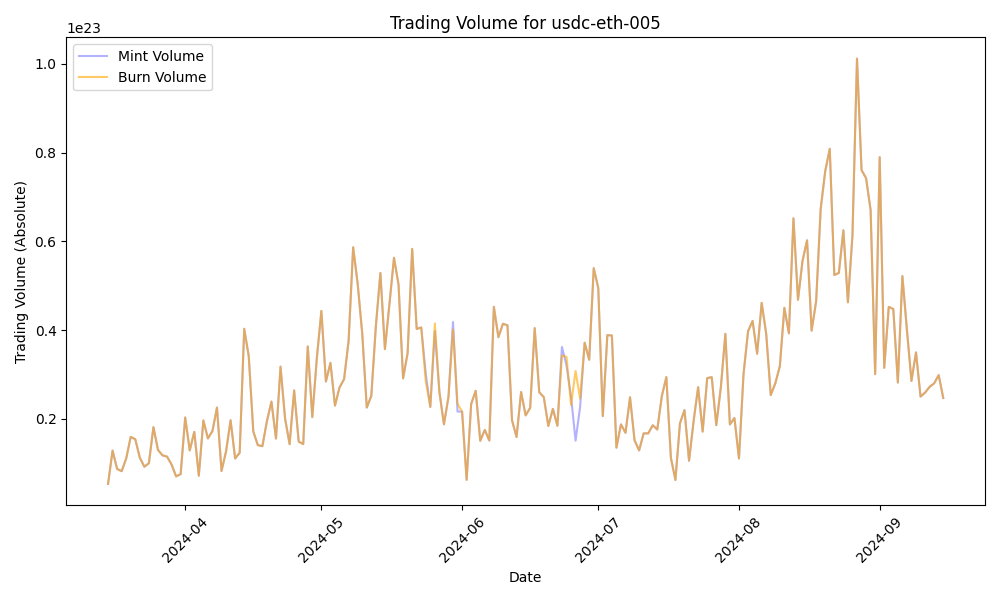 Trading Volume for usdc-eth-005
1e23
Mint Volume
Burn Volume
1.0
0.8
0.6
0.4
0.2
Trading Volume (Absolute)
2024-04
2024-05
2024-06
2024-07
2024-08
2024-09
Date